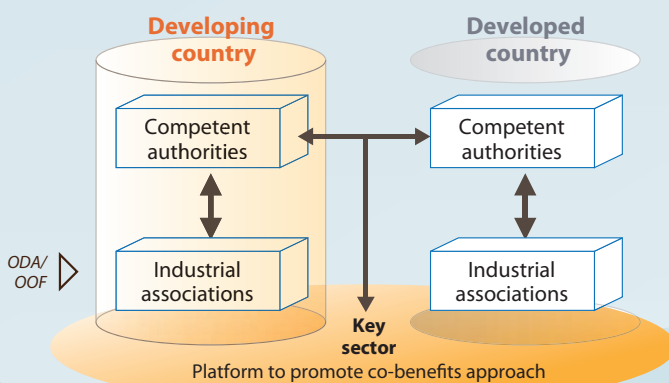 Developing
country
Developed
country
Competent
authorities
Competent
authorities
ODA/
OOF
Industrial
associations
Industrial
associations
Key
sector
Platform to promote co-benefits approach